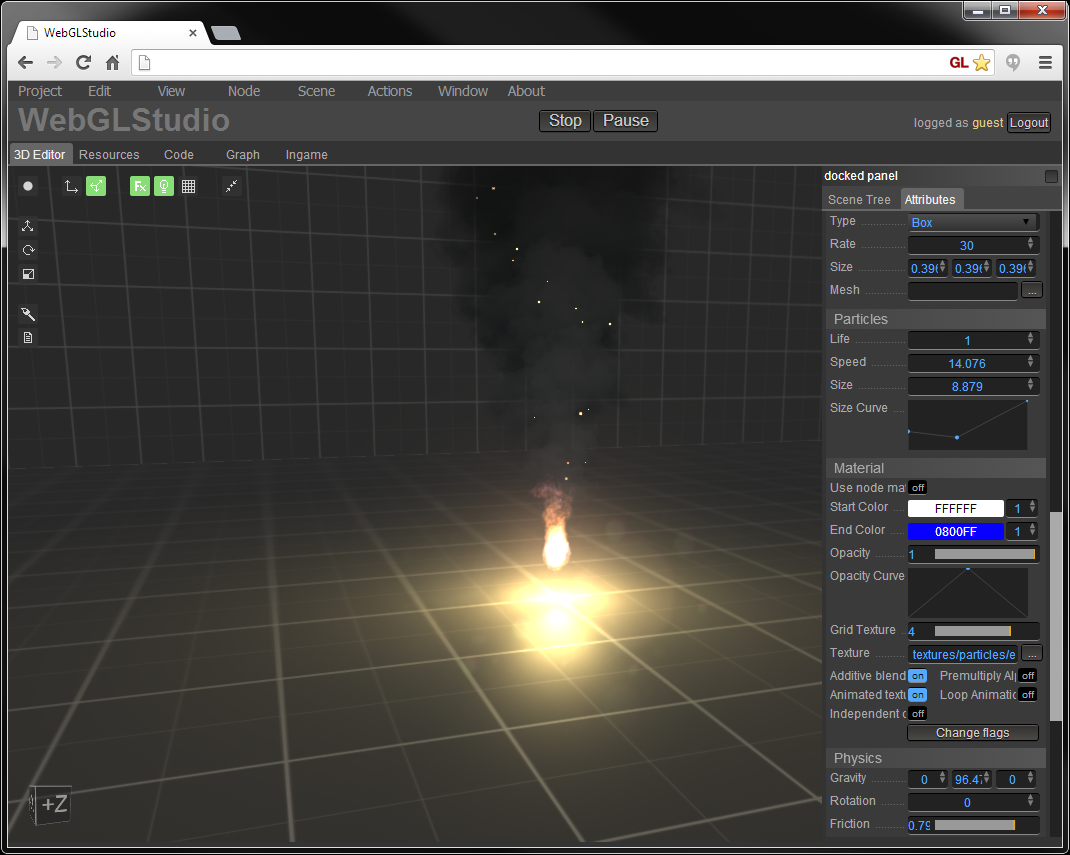 WebGLStudio
GL
Project Edit View Node Scene Actions Window About
WebGLStudio
Stop Pause
logged as guest Logout
3D Editor Resources Code Graph Ingame
docked panel
Scene Tree Attributes
Fx
Type Box
Rate 30
Size 0.396 0.396 0.396
Mesh ...
Particles
Life 1
Speed 14.076
Size 8.879
Size Curve
Material
Use node ma off
Start Color FFFFFF 1
End Color 0800FF 1
Opacity 1
Opacity Curve
Grid Texture 4
Texture textures/particles/e ...
Additive blend on Premultiply Al off
Animated textu on Loop Animatic off
Independent c off
Change flags
Physics
Gravity 0 96.47 0
Rotation 0
Friction 0.79
+Z